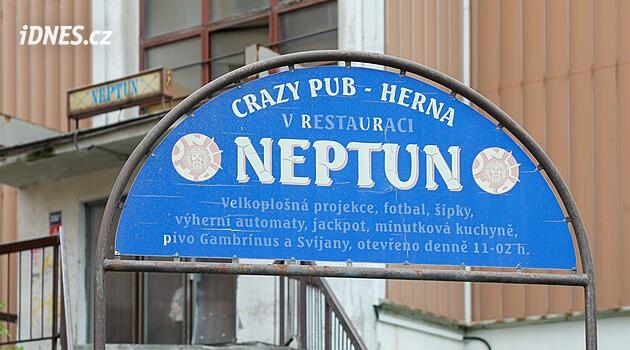 iDNES.cz
NEPTUN
CRAZY PUB - HERNA
V RESTAURACI
NEPTUN
Velkoplošná projekce, fotbal, šipky,
výherní automaty, jackpot, minutková kuchyně,
pivo Gambrinus a Svijany, otevřeno denně 11-02 h.